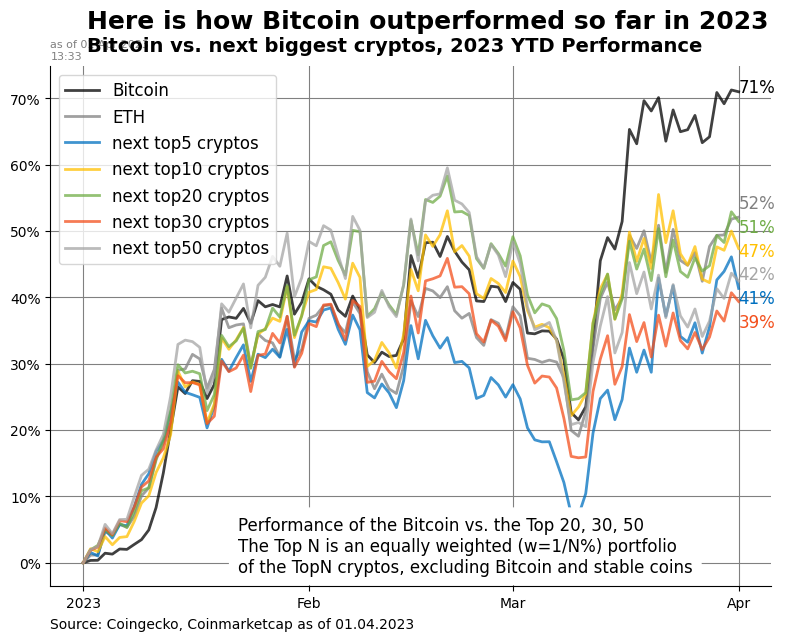 Here is how Bitcoin outperformed so far in 2023
Bitcoin vs. next biggest cryptos, 2023 YTD Performance
as of
13:33
Bitcoin
ETH
next top5 cryptos
next top10 cryptos
next top20 cryptos
next top30 cryptos
next top50 cryptos
70%
60%
50%
40%
30%
20%
10%
0%
71%
52%
51%
47%
42%
41%
39%
Performance of the Bitcoin vs. the Top 20, 30, 50
The Top N is an equally weighted (w=1/N%) portfolio
of the TopN cryptos, excluding Bitcoin and stable coins
2023
Feb
Mar
Apr
Source: Coingecko, Coinmarketcap as of 01.04.2023